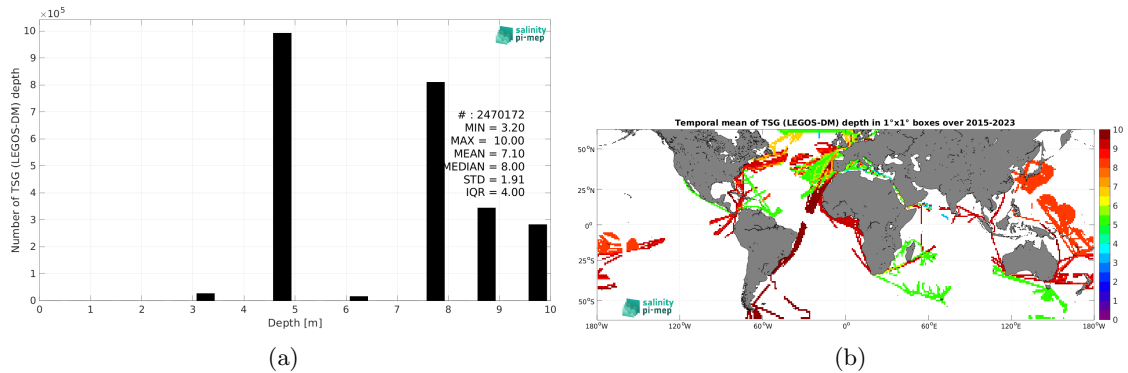 ×10⁵
10
9
8
7
6
5
4
3
2
1
0
Number of TSG (LEGOS-DM) depth
salinity
pi-mep
# : 2470172
MIN = 3.20
MAX = 10.00
MEAN = 7.10
MEDIAN = 8.00
STD = 1.91
IQR = 4.00
0 1 2 3 4 5 6 7 8 9 10
Depth [m]
(a)
Temporal mean of TSG (LEGOS-DM) depth in 1°x1° boxes over 2015-2023
50°N
25°N
0°
25°S
50°S
salinity
pi-mep
180°W 120°W 60°W 0° 60°E 120°E 180°E
10
9
8
7
6
5
4
3
2
1
0
(b)